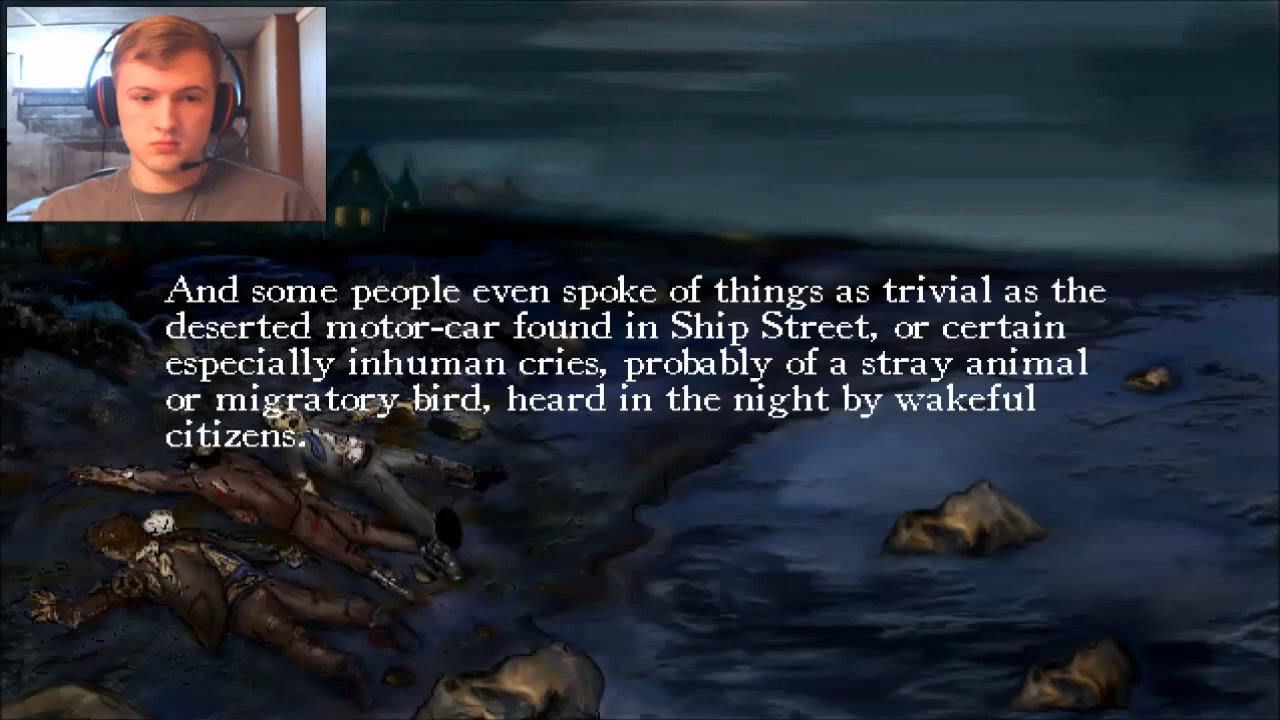 And some people even spoke of things as trivial as the
deserted motor-car found in Ship Street, or certain
especially inhuman cries, probably of a stray animal
or migratory bird, heard in the night by wakeful
citizens.